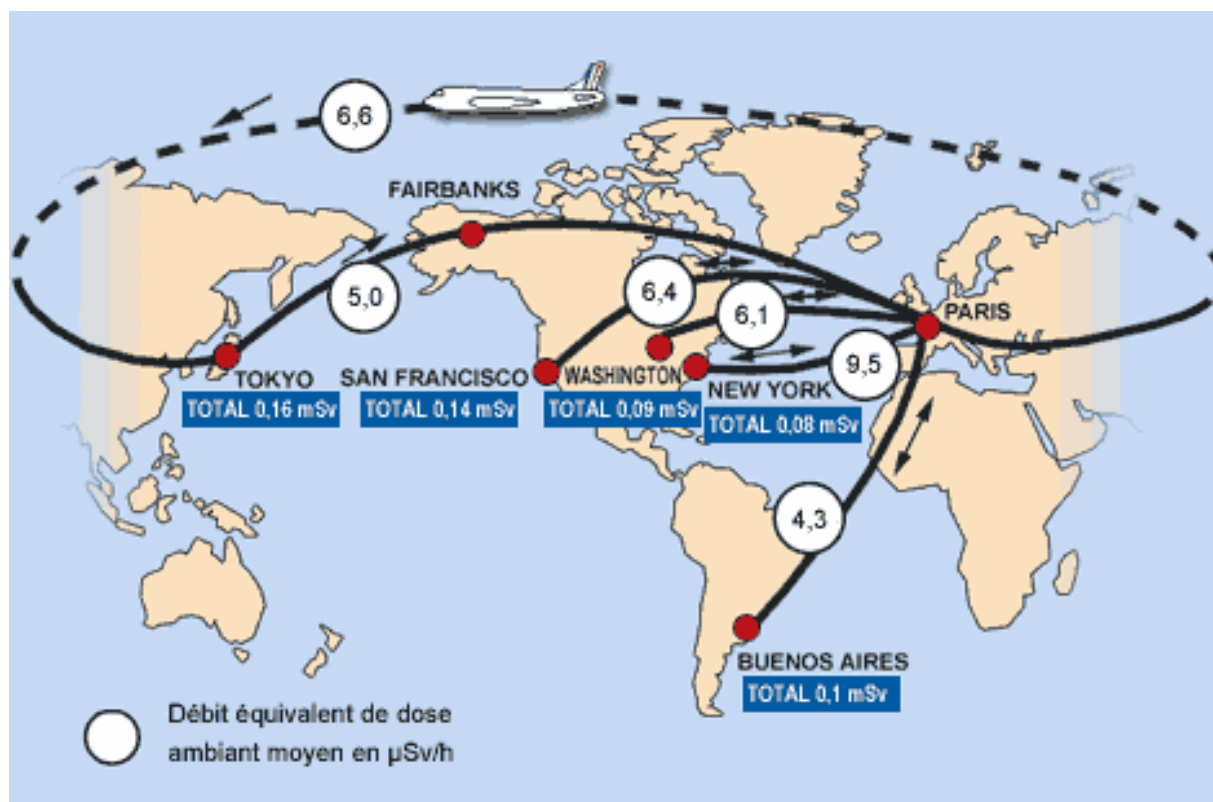 6,6
FAIRBANKS
5,0
6,4
6,1
PARIS
9,5
TOKYO
TOTAL 0,16 mSv
SAN FRANCISCO
TOTAL 0,14 mSv
WASHINGTON
TOTAL 0,09 mSv
NEW YORK
TOTAL 0,08 mSv
4,3
BUENOS AIRES
TOTAL 0,1 mSv
Débit équivalent de dose
ambiant moyen en µSv/h